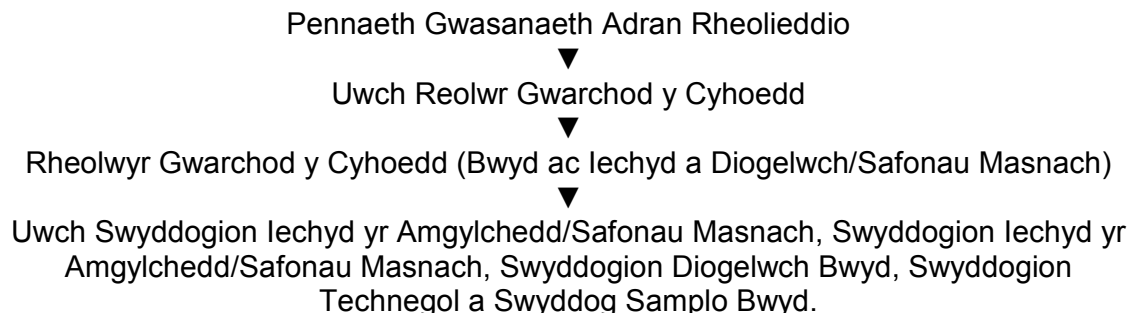 Pennaeth Gwasanaeth Adran Rheolieddio
▼
Uwch Reolwr Gwarchod y Cyhoedd
▼
Rheolwyr Gwarchod y Cyhoedd (Bwyd ac Iechyd a Diogelwch/Safonau Masnach)
▼
Uwch Swyddogion Iechyd yr Amgylchedd/Safonau Masnach, Swyddogion Iechyd yr
Amgylchedd/Safonau Masnach, Swyddogion Diogelwch Bwyd, Swyddogion
Technegol a Swyddog Samplo Bwyd.